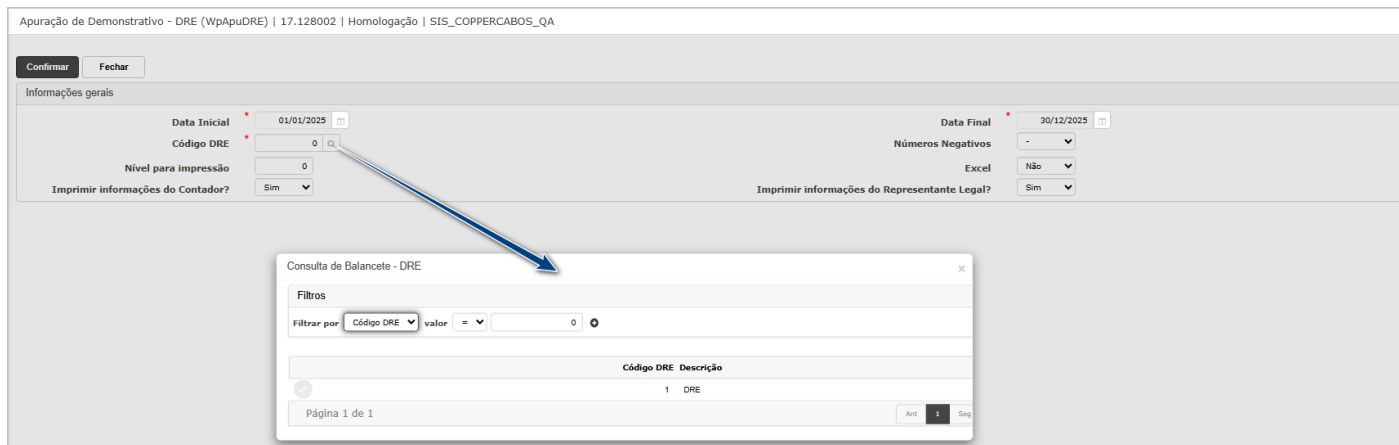 Apuração de Demonstrativo - DRE (WpApuDRE) | 17.128002 | Homologação | SIS_COPPERCABOS_QA
Confirmar Fechar
Informações gerais
Data Inicial * 01/01/2025 Data Final * 30/12/2025
Código DRE * 0 Números Negativos -
Nível para impressão 0 Excel Não
Imprimir informações do Contador? Sim Imprimir informações do Representante Legal? Sim
Consulta de Balancete - DRE ×
Filtros
Filtrar por Código DRE valor = 0
Código DRE Descrição
1 DRE
Página 1 de 1 Ant 1 Seg